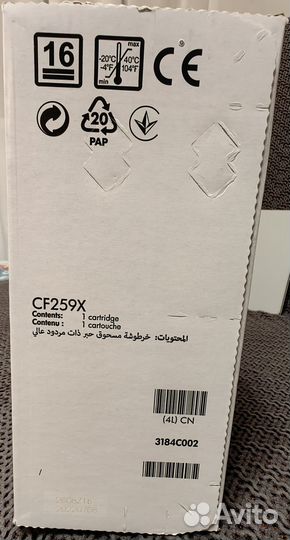 16
max
-20°C
-4°F
40°C
104°F
min
CE
20
PAP
CF259X
Contents: 1 cartridge
Contenu : 1 cartouche
المحتويات: خرطوشة مسحوق حبر ذات مردود عالي
(4L) CN
3184C002
/
Avito